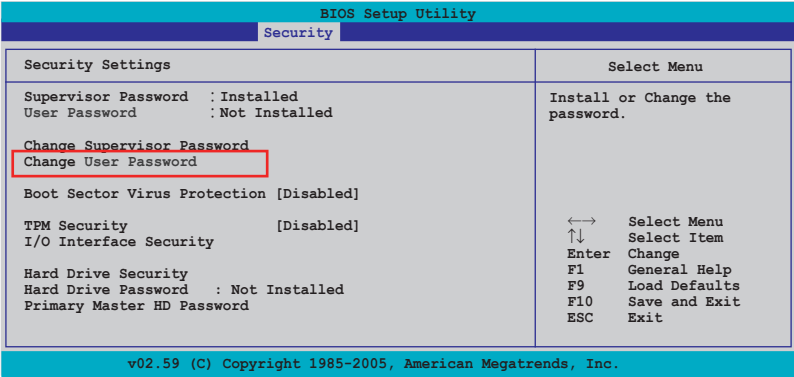 BIOS Setup Utility
Security
Security Settings
Supervisor Password : Installed
User Password : Not Installed
Change Supervisor Password
Change User Password
Boot Sector Virus Protection [Disabled]
TPM Security [Disabled]
I/O Interface Security
Hard Drive Security
Hard Drive Password : Not Installed
Primary Master HD Password
Select Menu
Install or Change the
password.
←→ Select Menu
↑↓ Select Item
Enter Change
F1 General Help
F9 Load Defaults
F10 Save and Exit
ESC Exit
v02.59 (C) Copyright 1985-2005, American Megatrends, Inc.